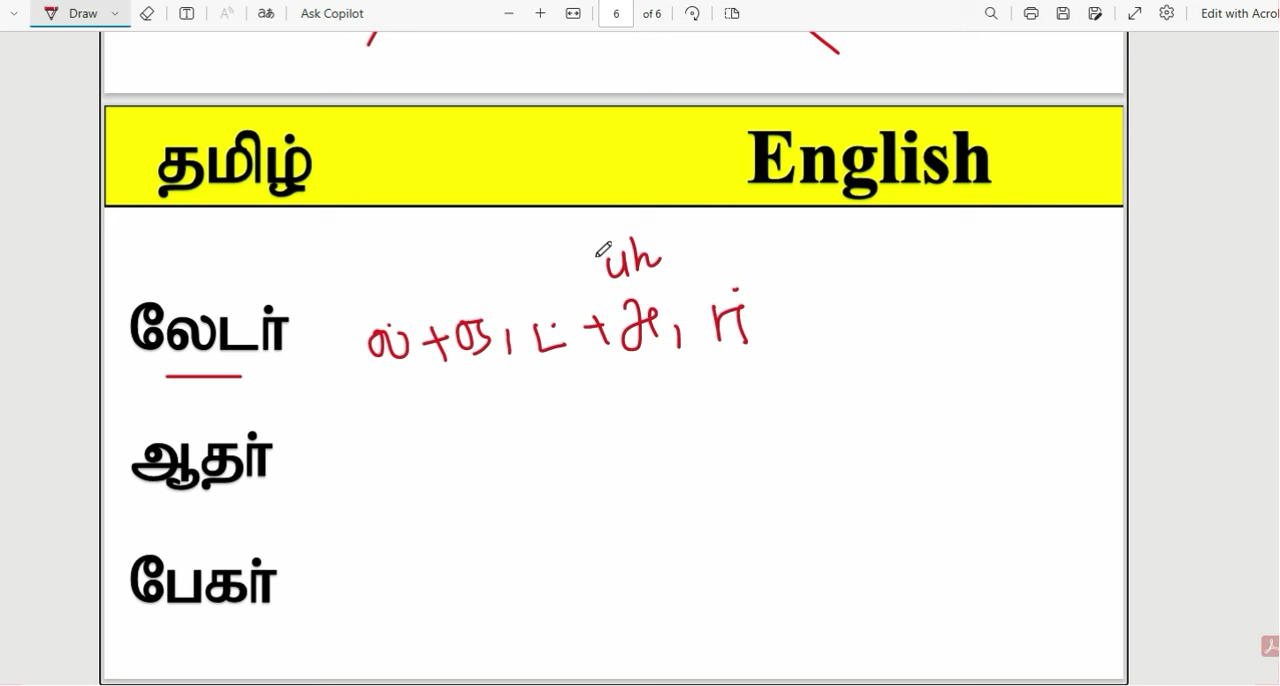 Draw
Ask Copilot
6 of 6
Edit with Acro
தமிழ் English
uh
லேடர் ல் + ஏ, ட் + அ, ர்
ஆதர்
பேகர்